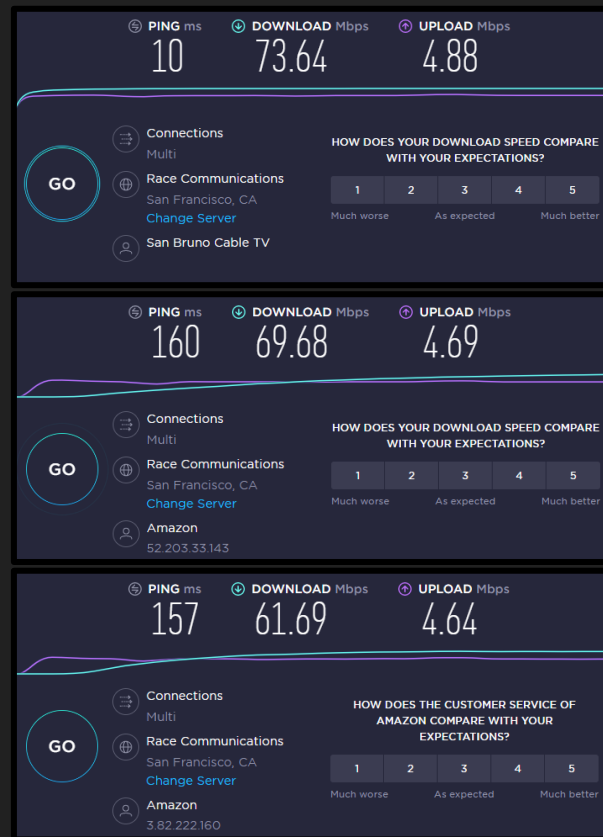 PING ms DOWNLOAD Mbps UPLOAD Mbps
10 73.64 4.88
Connections
Multi
Race Communications
San Francisco, CA
Change Server
San Bruno Cable TV
GO
HOW DOES YOUR DOWNLOAD SPEED COMPARE
WITH YOUR EXPECTATIONS?
1 2 3 4 5
Much worse As expected Much better
PING ms DOWNLOAD Mbps UPLOAD Mbps
160 69.68 4.69
Connections
Multi
Race Communications
San Francisco, CA
Change Server
Amazon
52.203.33.143
GO
HOW DOES YOUR DOWNLOAD SPEED COMPARE
WITH YOUR EXPECTATIONS?
1 2 3 4 5
Much worse As expected Much better
PING ms DOWNLOAD Mbps UPLOAD Mbps
157 61.69 4.64
Connections
Multi
Race Communications
San Francisco, CA
Change Server
Amazon
3.82.222.160
GO
HOW DOES THE CUSTOMER SERVICE OF
AMAZON COMPARE WITH YOUR
EXPECTATIONS?
1 2 3 4 5
Much worse As expected Much better